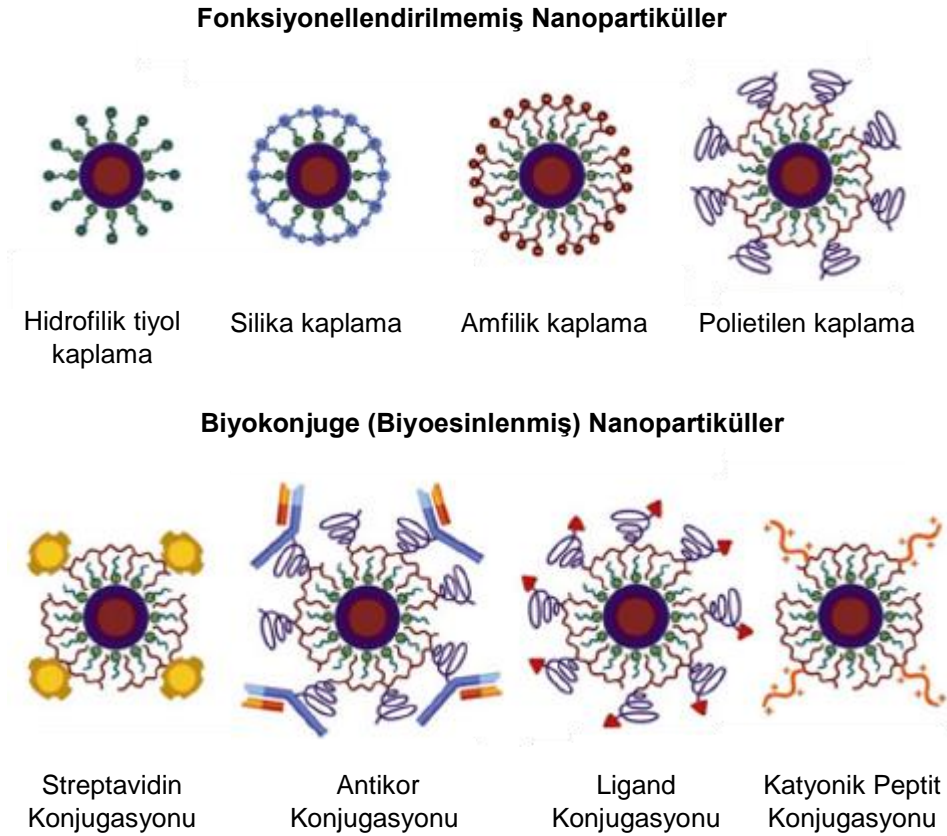 Fonksiyonellendirilmemiş Nanopartiküller
Hidrofilik tiyol
kaplama
Silika kaplama
Amfilik kaplama
Polietilen kaplama
Biyokonjuge (Biyoesinlenmiş) Nanopartiküller
Streptavidin
Konjugasyonu
Antikor
Konjugasyonu
Ligand
Konjugasyonu
Katyonik Peptit
Konjugasyonu